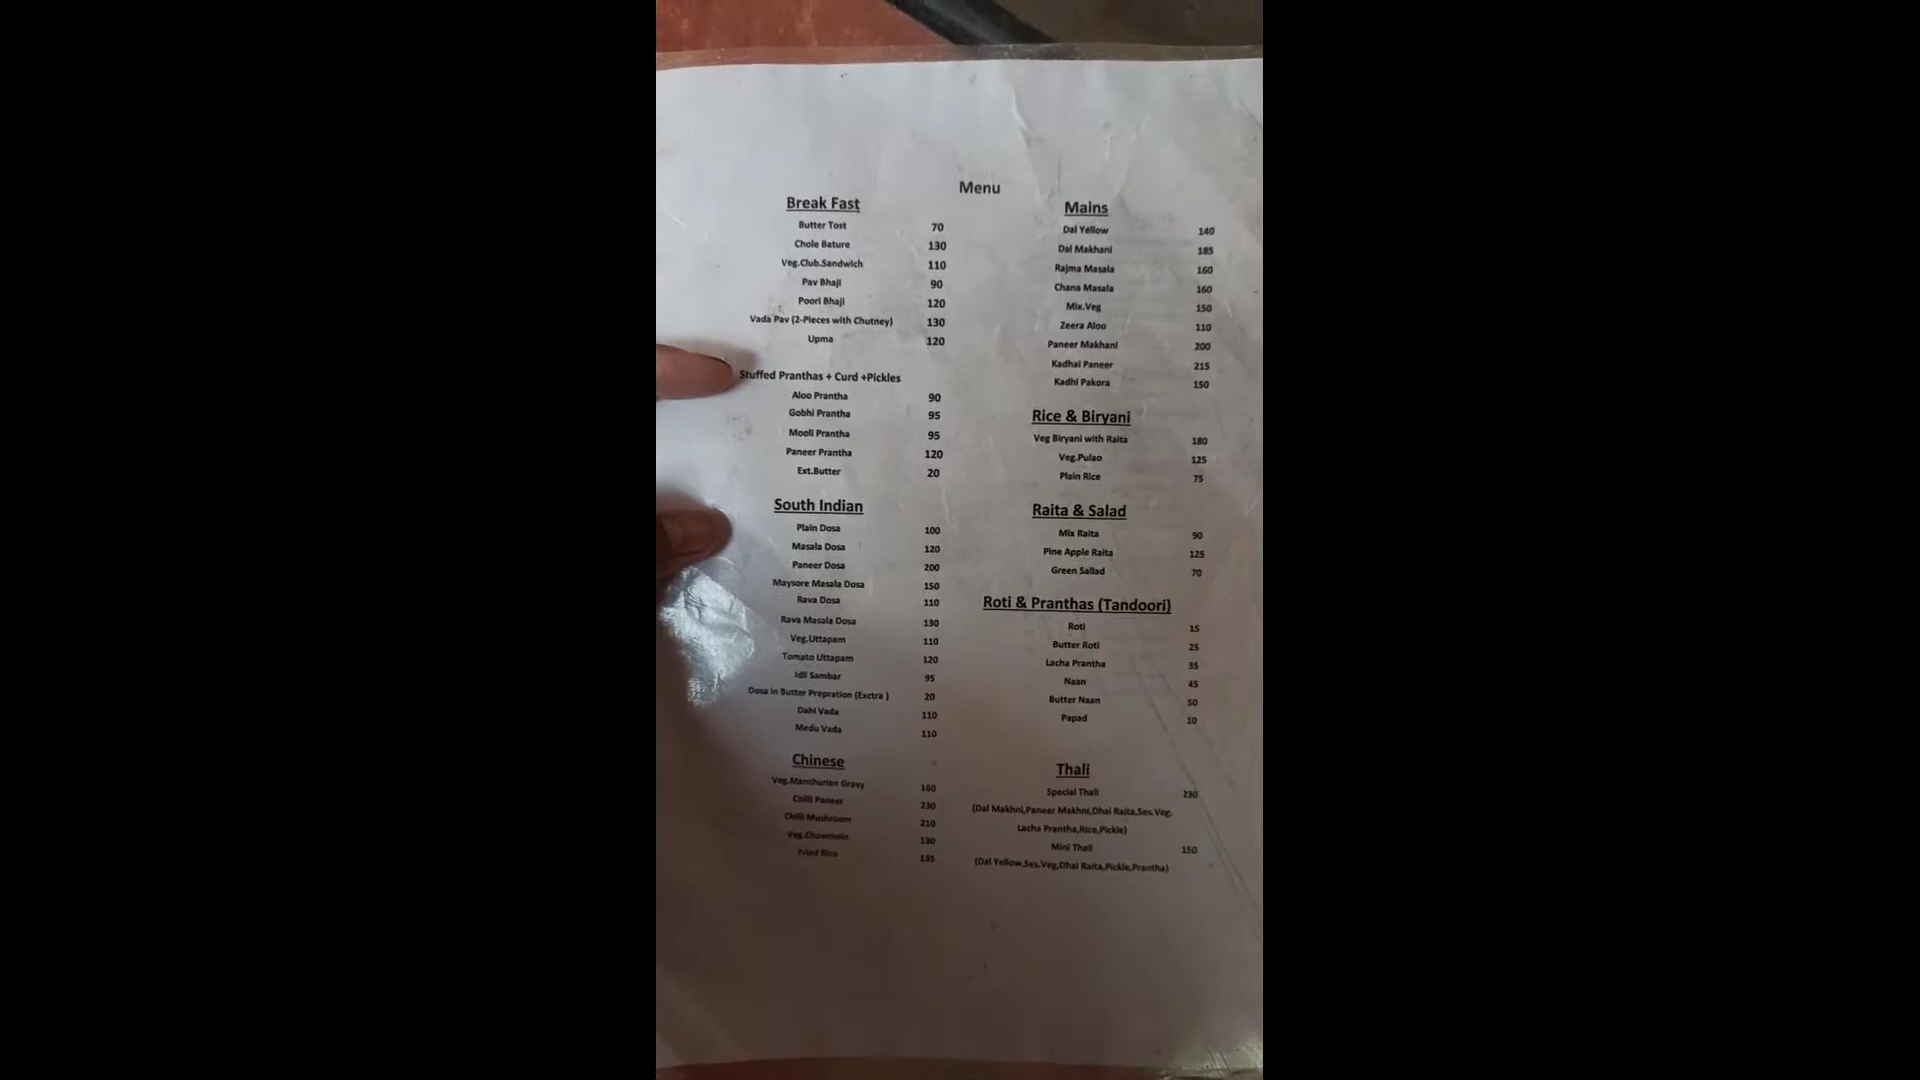 Menu
Break Fast
Butter Tost 70
Chole Bature 130
Veg.Club.Sandwich 110
Pav Bhaji 90
Poori Bhaji 120
Vada Pav (2-Pieces with Chutney) 130
Upma 120
Stuffed Pranthas + Curd +Pickles
Aloo Prantha 90
Gobhi Prantha 95
Mooli Prantha 95
Paneer Prantha 120
Ext.Butter 20
South Indian
Plain Dosa 100
Masala Dosa 120
Paneer Dosa 200
Maysore Masala Dosa 150
Rava Dosa 110
Rava Masala Dosa 130
Veg.Uttapam 110
Tomato Uttapam 120
Idli Sambar 95
Dosa in Butter Prepration (Exctra ) 20
Dahi Vada 110
Medu Vada 110
Chinese
Veg.Manchurian Gravy 160
Chilli Paneer 230
Chilli Mushroom 210
Veg.Chowmein 130
Fried Rice 135
Mains
Dal Yellow 140
Dal Makhani 185
Rajma Masala 160
Chana Masala 160
Mix.Veg 150
Zeera Aloo 110
Paneer Makhani 200
Kadhai Paneer 215
Kadhi Pakora 150
Rice & Biryani
Veg Biryani with Raita 180
Veg.Pulao 125
Plain Rice 75
Raita & Salad
Mix Raita 90
Pine Apple Raita 125
Green Sallad 70
Roti & Pranthas (Tandoori)
Roti 15
Butter Roti 25
Lacha Prantha 35
Naan 45
Butter Naan 50
Papad 10
Thali
Special Thali 230
(Dal Makhni,Paneer Makhni,Dhai Raita,Ses.Veg.
Lacha Prantha,Rice,Pickle)
Mini Thali 150
(Dal Yellow,Ses.Veg,Dhai Raita,Pickle,Prantha)